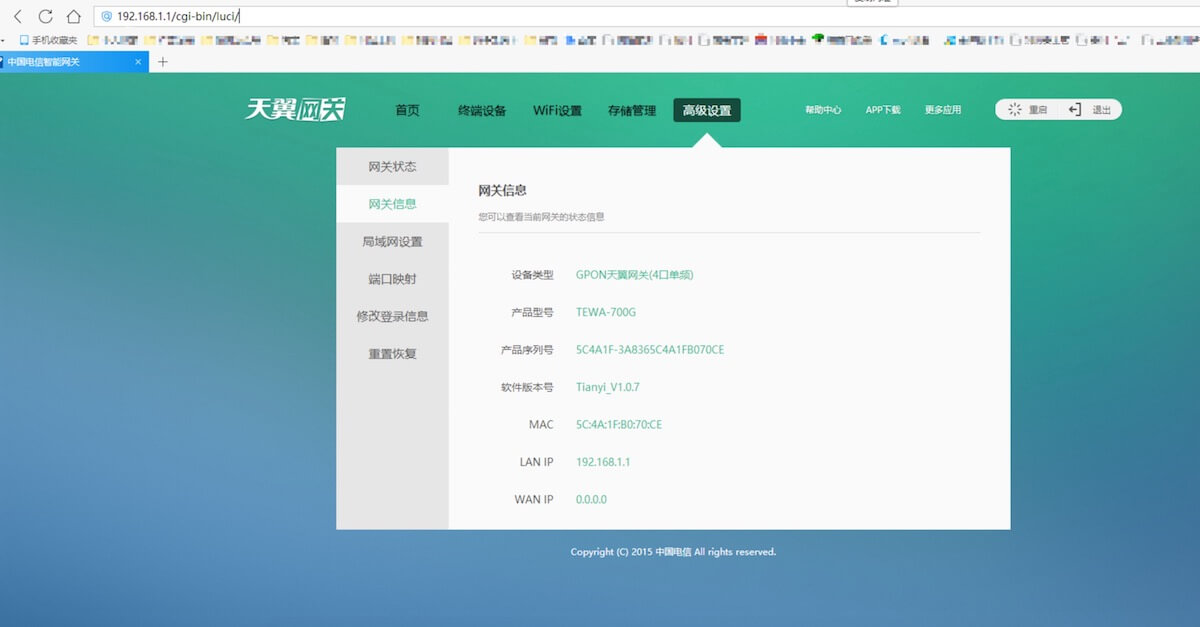 192.168.1.1/cgi-bin/luci/
手机收藏夹
中国电信智能网关
天翼网关
首页 终端设备 WiFi设置 存储管理 高级设置 帮助中心 APP下载 更多应用 重启 退出
网关状态
网关信息
局域网设置
端口映射
修改登录信息
重置恢复
网关信息
您可以查看当前网关的状态信息
设备类型 GPON天翼网关(4口单频)
产品型号 TEWA-700G
产品序列号 5C4A1F-3A8365C4A1FB070CE
软件版本号 Tianyi_V1.0.7
MAC 5C:4A:1F:B0:70:CE
LAN IP 192.168.1.1
WAN IP 0.0.0.0
Copyright (C) 2015 中国电信 All rights reserved.